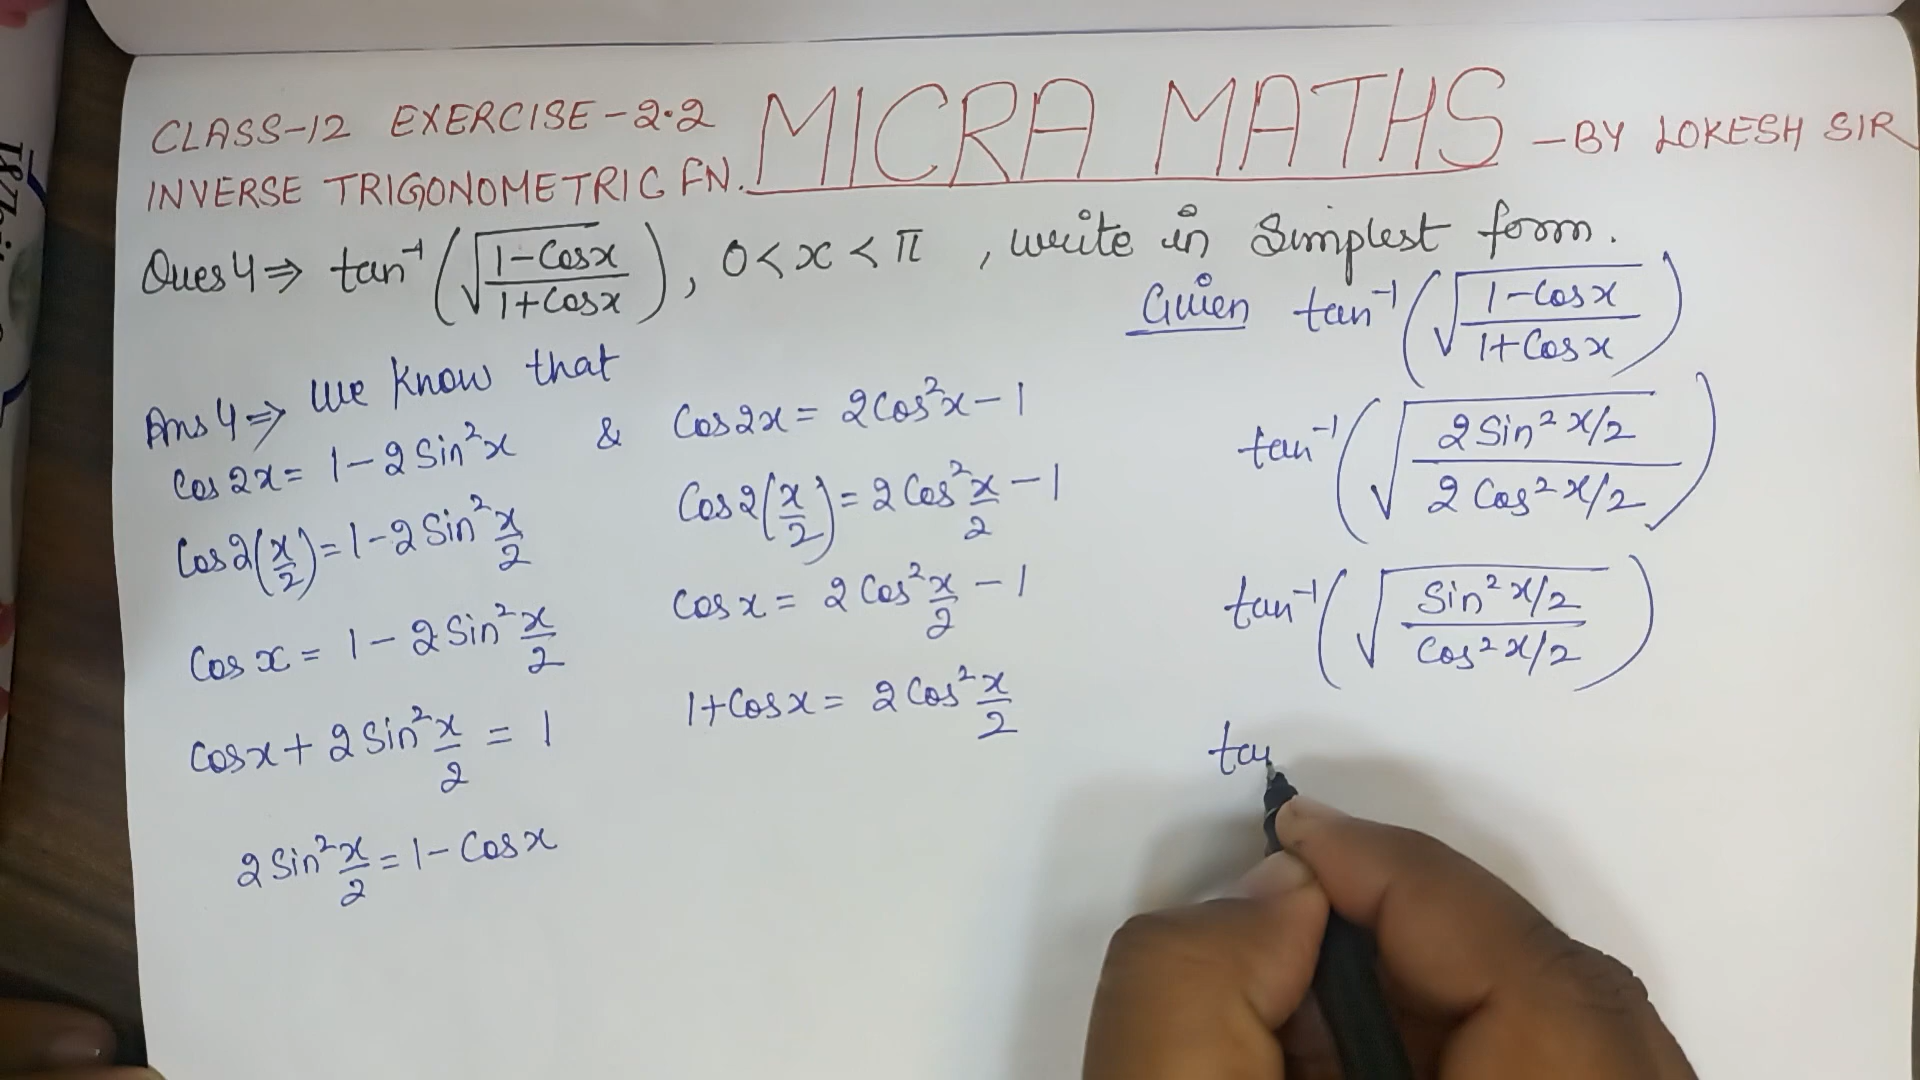 CLASS-12 EXERCISE-2.2 MICRA MATHS -BY LOKESH SIR
INVERSE TRIGONOMETRIC FN.
Ques 4⇒ tan⁻¹(√((1-Cosx)/(1+Cosx))), 0<x<π , write in Simplest form.
Ans 4⇒ We Know that
Cos2x = 1-2Sin²x & Cos2x = 2Cos²x-1
Cos2(x/2) = 1-2Sin²x/2
Cosx = 1-2Sin²x/2
Cosx+2Sin²x/2 = 1
2Sin²x/2 = 1-Cosx
Cos2(x/2) = 2Cos²x/2-1
Cosx = 2Cos²x/2-1
1+Cosx = 2Cos²x/2
Given tan⁻¹(√((1-Cosx)/(1+Cosx)))
tan⁻¹(√((2Sin²x/2)/(2Cos²x/2)))
tan⁻¹(√((Sin²x/2)/(Cos²x/2)))
tan